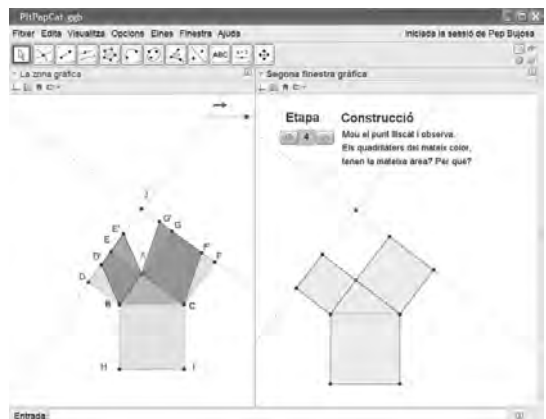 PitPepCat.ggb
Fitxer Edita Visualitza Opcions Eines Finestra Ajuda
Iniciada la sessió de Pep Bujosa
ABC
La zona gràfica
Segona finestra gràfica
Etapa
4
Construcció
Mou el punt lliscat i observa.
Els quadrilàters del mateix color,
tenen la mateixa àrea? Per què?
J
G'
G
E'
E
A
F'
F
D'
D
B
C
H
I
Entrada